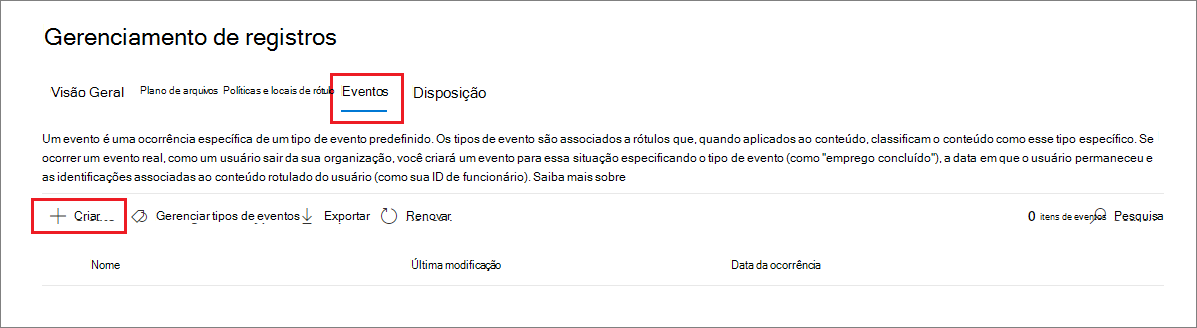 Gerenciamento de registros
Visão Geral Plano de arquivos Políticas e locais de rótulo Eventos Disposição
Um evento é uma ocorrência específica de um tipo de evento predefinido. Os tipos de evento são associados a rótulos que, quando aplicados ao conteúdo, classificam o conteúdo como esse tipo específico. Se
ocorrer um evento real, como um usuário sair da sua organização, você criará um evento para essa situação especificando o tipo de evento (como "emprego concluído"), a data em que o usuário permaneceu e
as identificações associadas ao conteúdo rotulado do usuário (como sua ID de funcionário). Saiba mais sobre
Criar... Gerenciar tipos de eventos Exportar Renovar 0 itens de eventos Pesquisa
Nome Última modificação Data da ocorrência